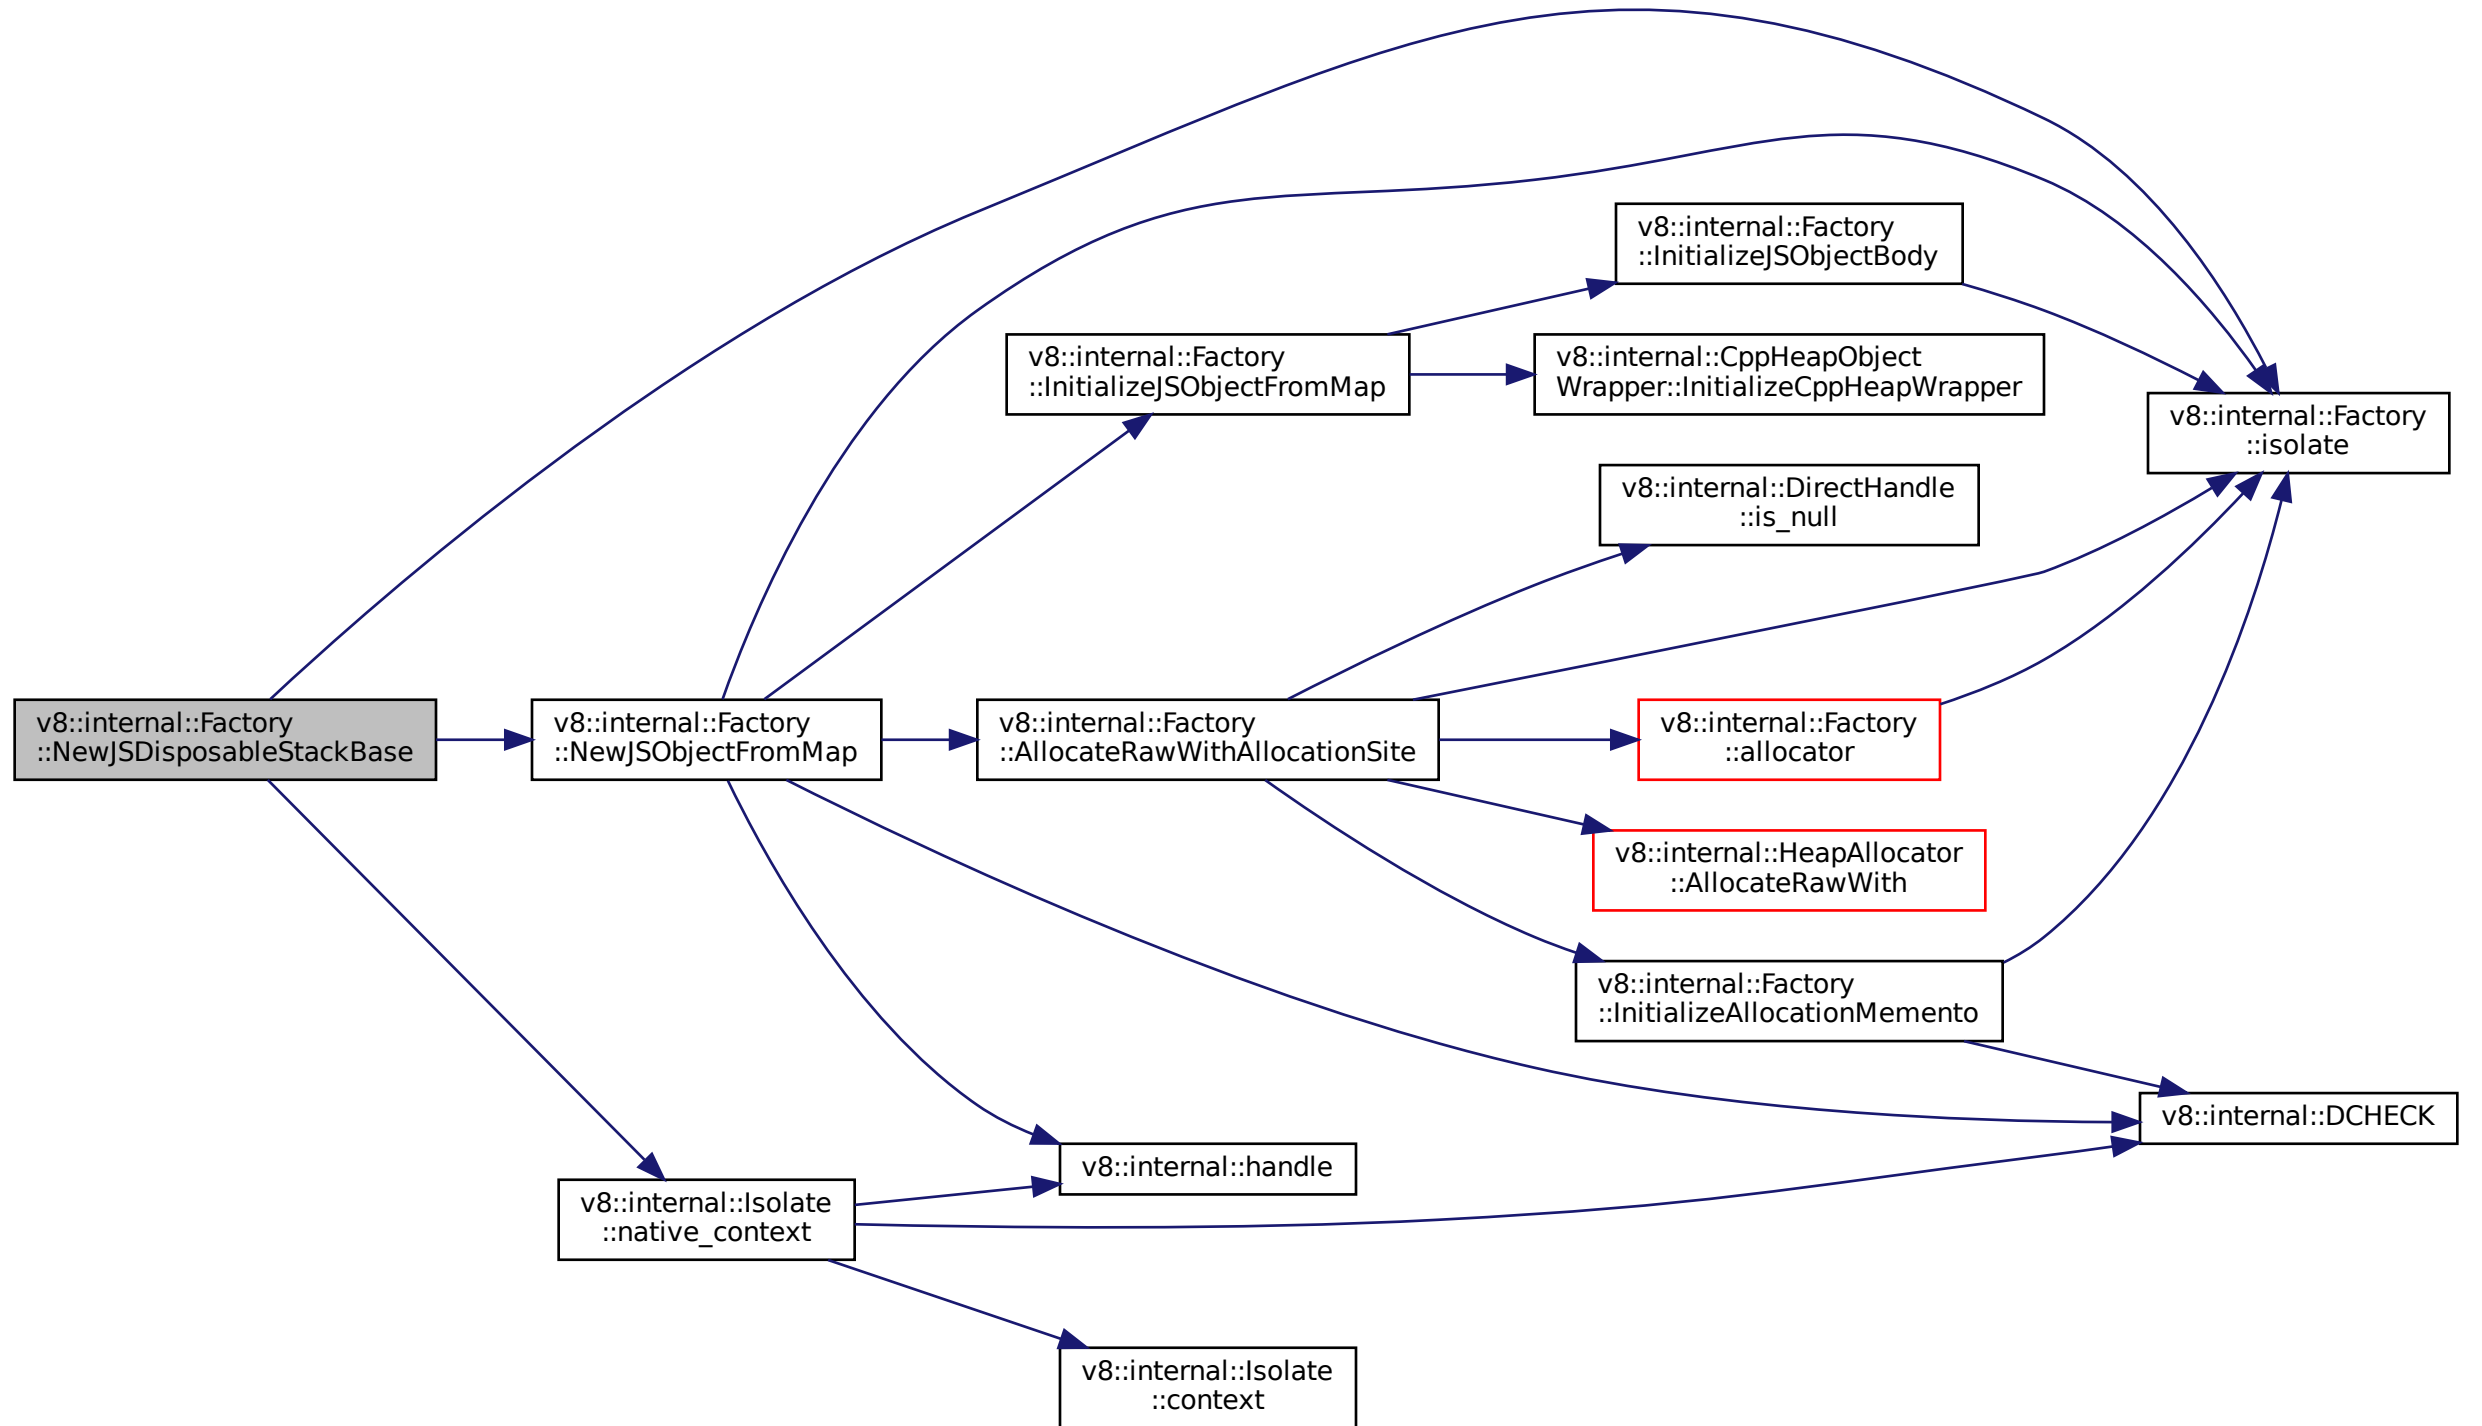 v8::internal::Factory
::InitializeJSObjectBody
v8::internal::Factory
::InitializeJSObjectFromMap
v8::internal::CppHeapObject
Wrapper::InitializeCppHeapWrapper
v8::internal::Factory
::isolate
v8::internal::DirectHandle
::is_null
v8::internal::Factory
::NewJSDisposableStackBase
v8::internal::Factory
::NewJSObjectFromMap
v8::internal::Factory
::AllocateRawWithAllocationSite
v8::internal::Factory
::allocator
v8::internal::HeapAllocator
::AllocateRawWith
v8::internal::Factory
::InitializeAllocationMemento
v8::internal::DCHECK
v8::internal::handle
v8::internal::Isolate
::native_context
v8::internal::Isolate
::context